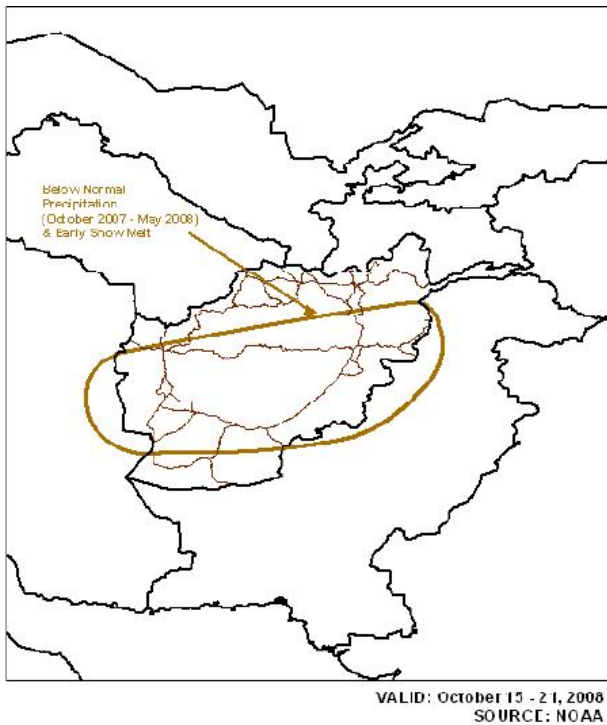 Below Normal
Precipitation
(October 2007 - May 2008)
& Early Snow Melt
VALID: October 15 - 21, 2008
SOURCE: NOAA